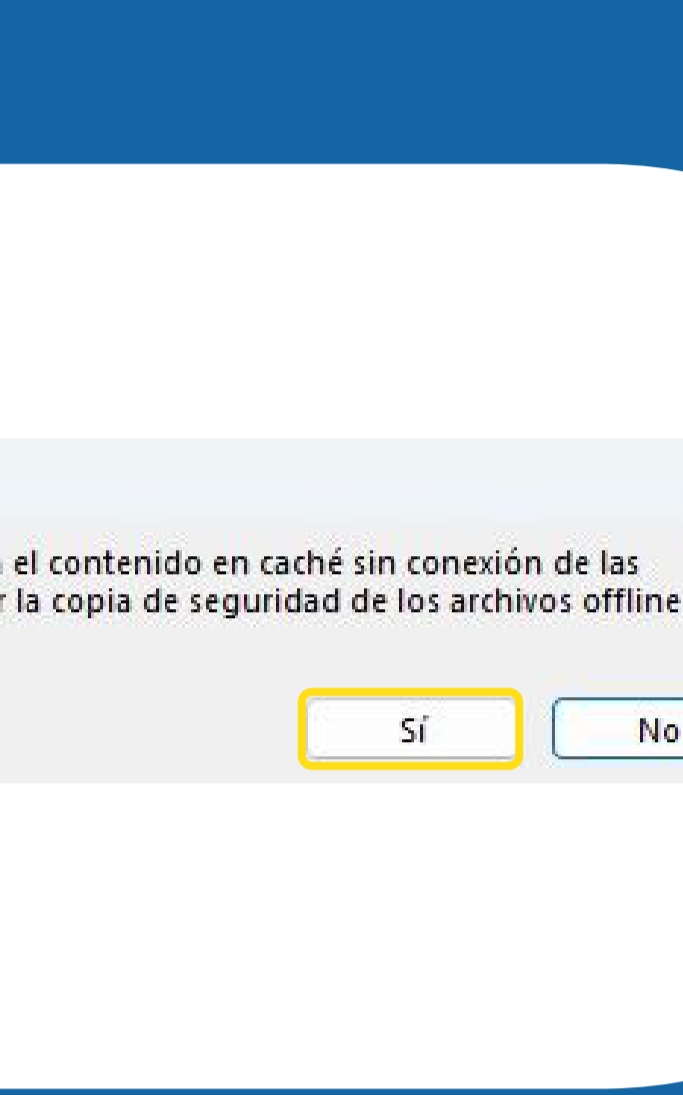 el contenido en caché sin conexión de las
la copia de seguridad de los archivos offline
Sí No